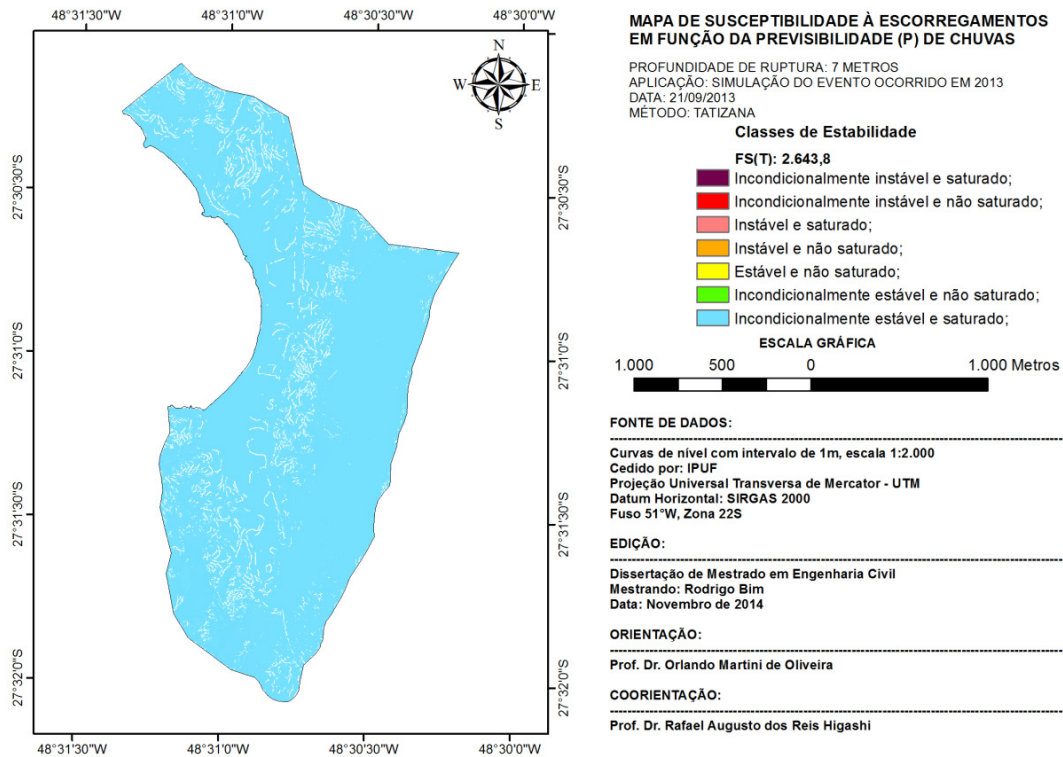 48°31'30"W
48°31'0"W
48°30'30"W
48°30'0"W
27°30'30"S
27°31'0"S
27°31'30"S
27°32'0"S
N
W
E
S
27°30'30"S
27°31'0"S
27°31'30"S
27°32'0"S
48°31'30"W
48°31'0"W
48°30'30"W
48°30'0"W
MAPA DE SUSCEPTIBILIDADE À ESCORREGAMENTOS
EM FUNÇÃO DA PREVISIBILIDADE (P) DE CHUVAS
PROFUNDIDADE DE RUPTURA: 7 METROS
APLICAÇÃO: SIMULAÇÃO DO EVENTO OCORRIDO EM 2013
DATA: 21/09/2013
MÉTODO: TATIZANA
Classes de Estabilidade
FS(T): 2.643,8
Incondicionalmente instável e saturado;
Incondicionalmente instável e não saturado;
Instável e saturado;
Instável e não saturado;
Estável e não saturado;
Incondicionalmente estável e não saturado;
Incondicionalmente estável e saturado;
ESCALA GRÁFICA
1.000 500 0 1.000 Metros
FONTE DE DADOS:
Curvas de nível com intervalo de 1m, escala 1:2.000
Cedido por: IPUF
Projeção Universal Transversa de Mercator - UTM
Datum Horizontal: SIRGAS 2000
Fuso 51°W, Zona 22S
EDIÇÃO:
Dissertação de Mestrado em Engenharia Civil
Mestrando: Rodrigo Bim
Data: Novembro de 2014
ORIENTAÇÃO:
Prof. Dr. Orlando Martini de Oliveira
COORIENTAÇÃO:
Prof. Dr. Rafael Augusto dos Reis Higashi